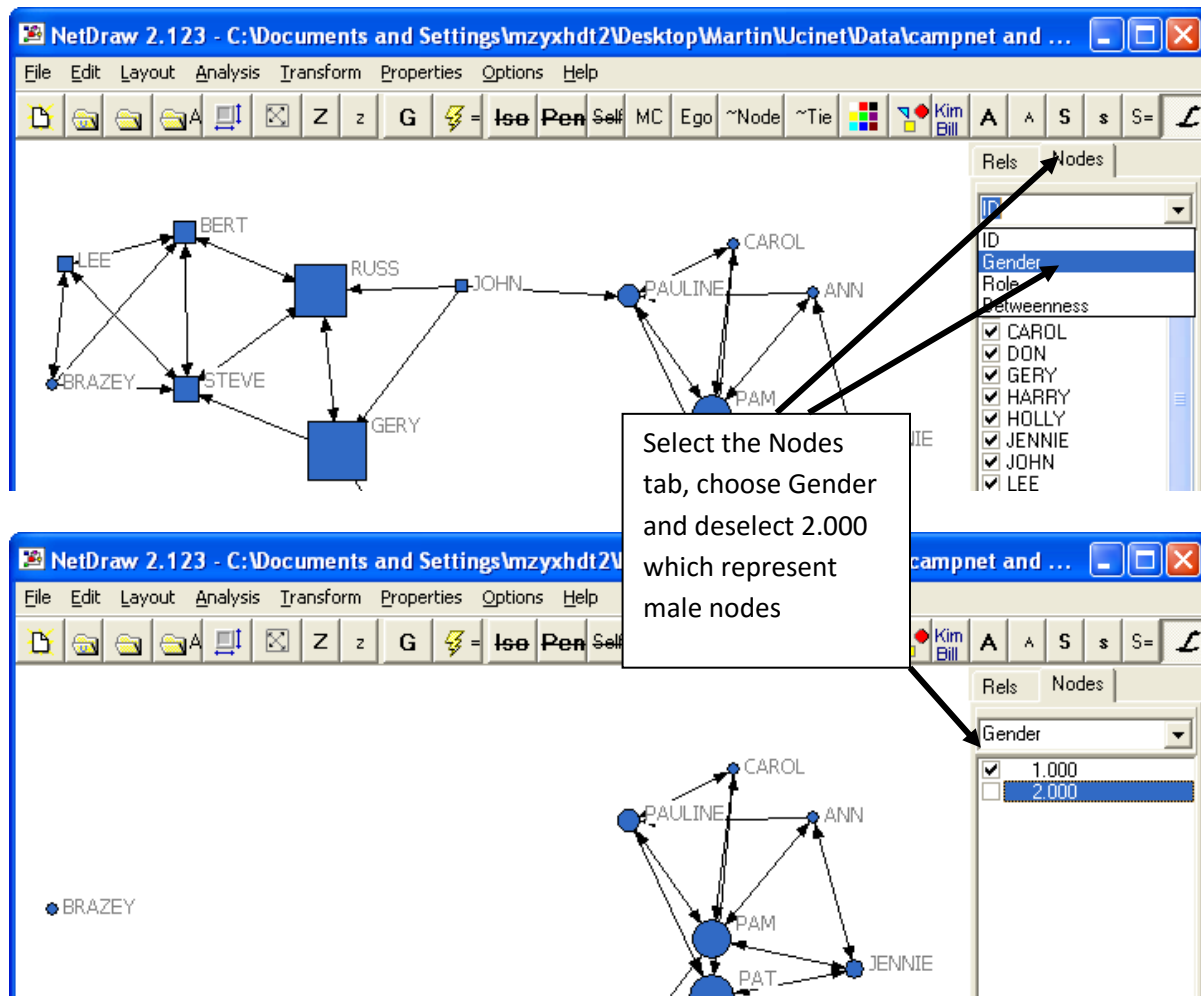 NetDraw 2.123 - C:\Documents and Settings\mzyxhdt2\Desktop\Martin\Ucinet\Data\campnet and ...
File Edit Layout Analysis Transform Properties Options Help
A Z z G = Iso Pen Self MC Ego ~Node ~Tie Kim Bill A A S s S= L
Rels Nodes
ID
ID
Gender
Role
Betweenness
CAROL
DON
GERY
HARRY
HOLLY
JENNIE
JOHN
LEE
BERT
LEE
RUSS
JOHN
CAROL
PAULINE
ANN
BRAZEY
STEVE
PAM
GERY
NIE
Select the Nodes
tab, choose Gender
and deselect 2.000
which represent
male nodes
NetDraw 2.123 - C:\Documents and Settings\mzyxhdt2\ campnet and ...
File Edit Layout Analysis Transform Properties Options Help
A Z z G = Iso Pen Self Kim Bill A A S s S= L
Rels Nodes
Gender
1.000
2.000
CAROL
PAULINE
ANN
BRAZEY
PAM
JENNIE
PAT